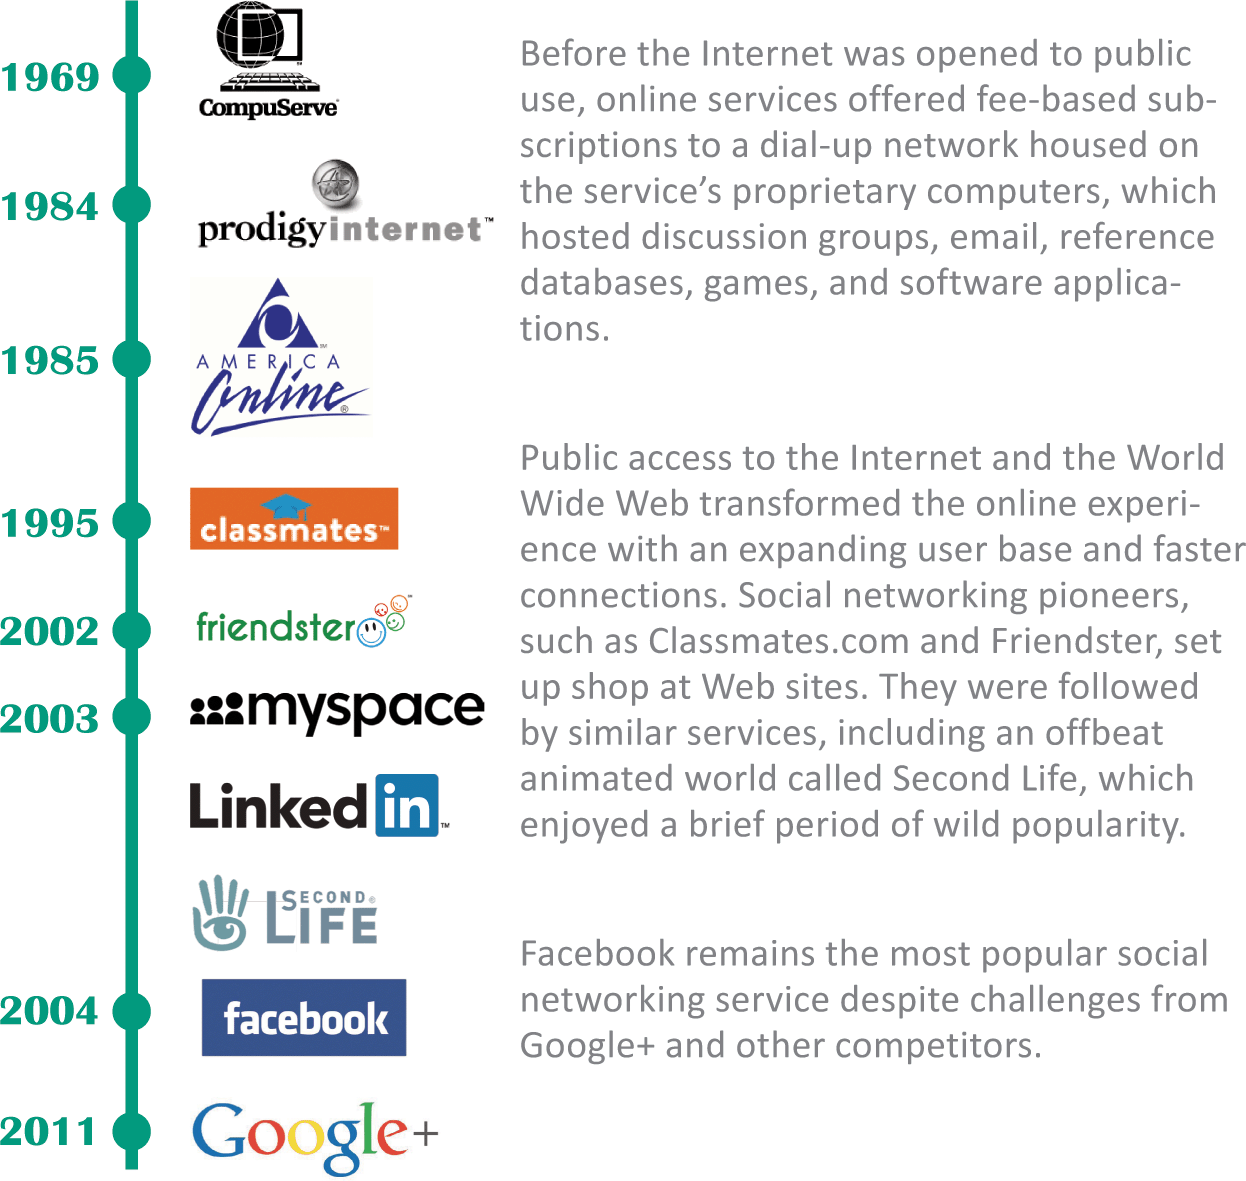 1969
CompuServe
1984
prodigy internet™
1985
AMERICA
Online®
Before the Internet was opened to public
use, online services offered fee-based sub-
scriptions to a dial-up network housed on
the service’s proprietary computers, which
hosted discussion groups, email, reference
databases, games, and software applica-
tions.
1995
classmates™
2002
friendster™
2003
myspace
LinkedIn™
SECOND©
LIFE
Public access to the Internet and the World
Wide Web transformed the online experi-
ence with an expanding user base and faster
connections. Social networking pioneers,
such as Classmates.com and Friendster, set
up shop at Web sites. They were followed
by similar services, including an offbeat
animated world called Second Life, which
enjoyed a brief period of wild popularity.
2004
facebook
2011
Google+
Facebook remains the most popular social
networking service despite challenges from
Google+ and other competitors.